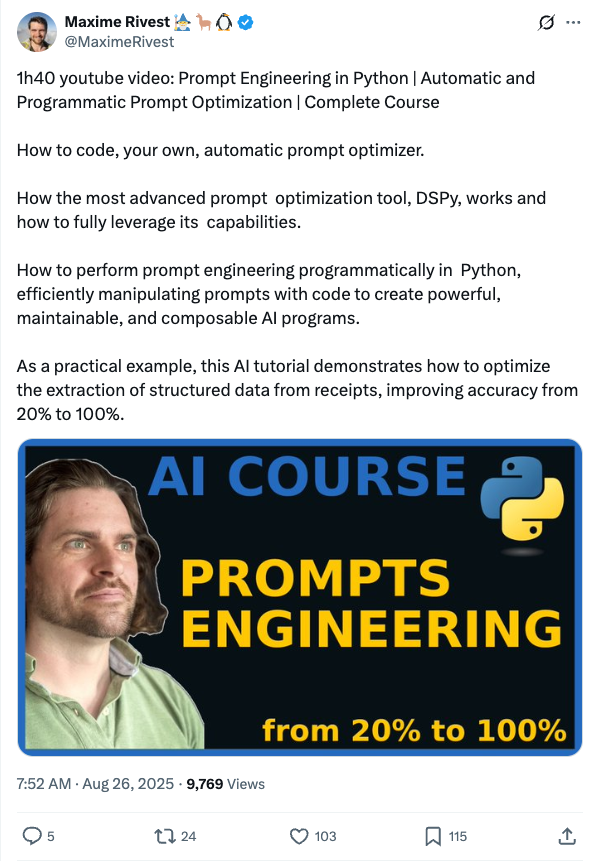 Maxime Rivest 🧙‍♂️🦙🐧
@MaximeRivest
1h40 youtube video: Prompt Engineering in Python | Automatic and
Programmatic Prompt Optimization | Complete Course
How to code, your own, automatic prompt optimizer.
How the most advanced prompt  optimization tool, DSPy, works and
how to fully leverage its  capabilities.
How to perform prompt engineering programmatically in  Python,
efficiently manipulating prompts with code to create powerful,
maintainable, and composable AI programs.
As a practical example, this AI tutorial demonstrates how to optimize
the extraction of structured data from receipts, improving accuracy from
20% to 100%.
AI COURSE
PROMPTS
ENGINEERING
from 20% to 100%
7:52 AM · Aug 26, 2025 · 9,769 Views
5 24 103 115